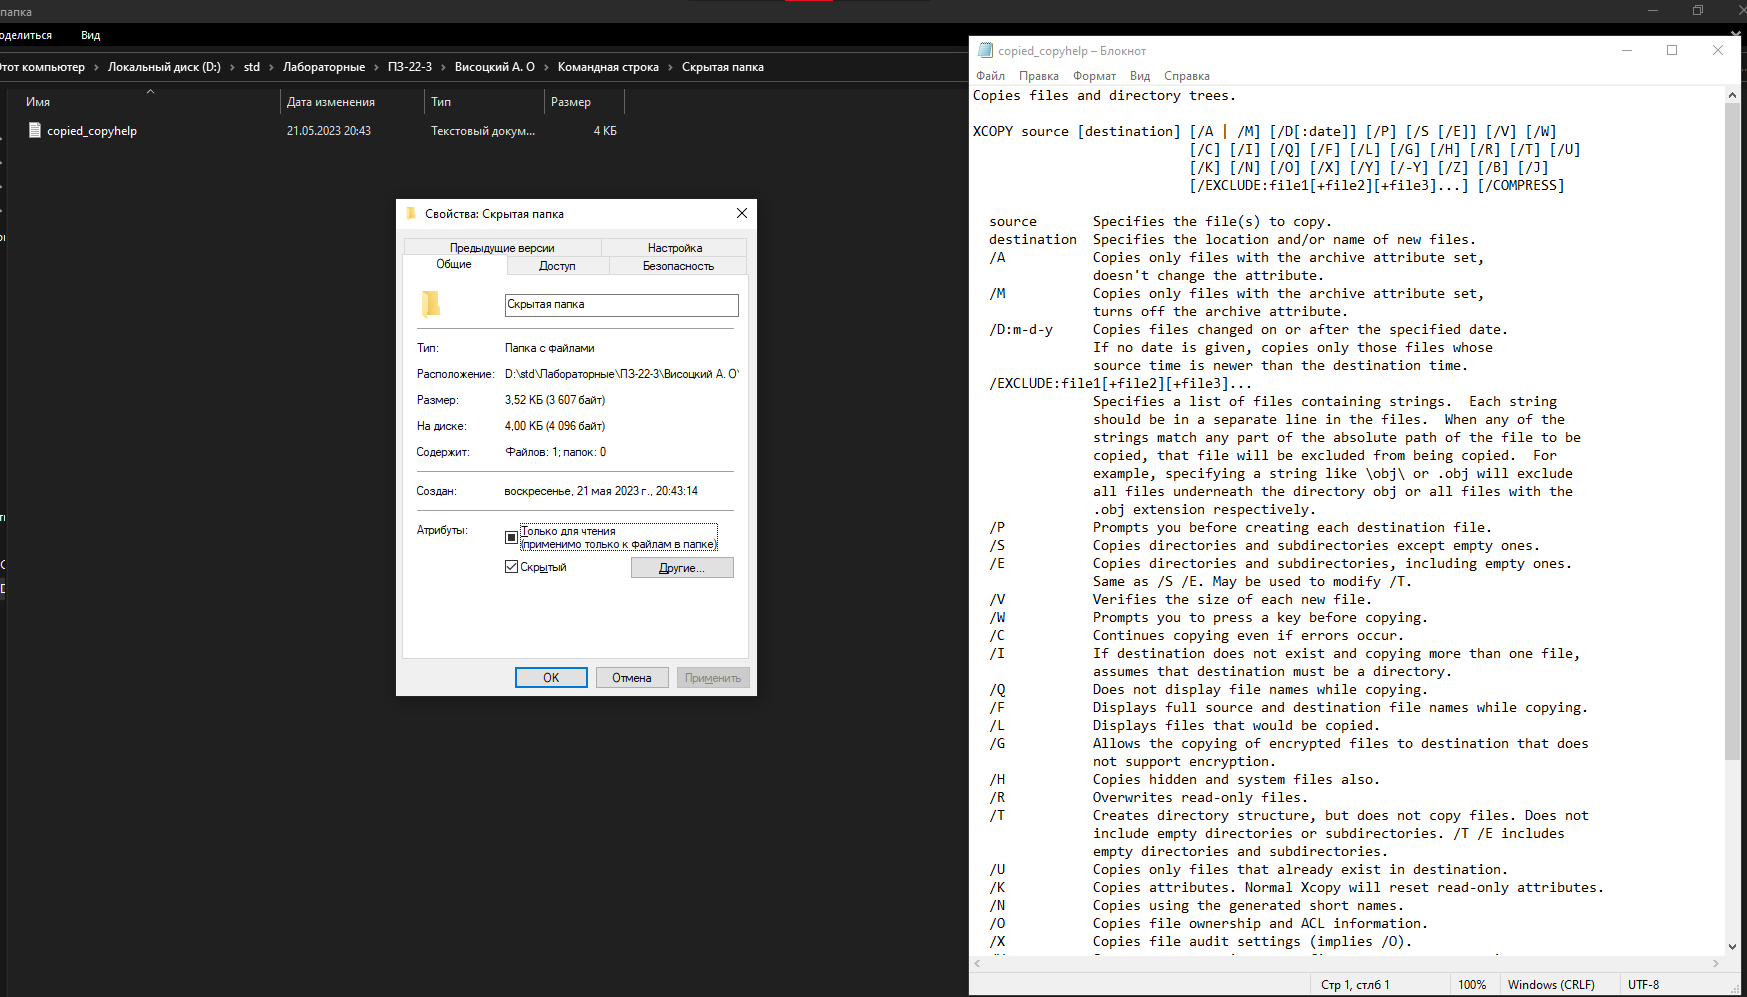 папка
оделиться Вид
тот компьютер › Локальный диск (D:) › std › Лабораторные › ПЗ-22-3 › Висоцкий А. О › Командная строка › Скрытая папка
Имя Дата изменения Тип Размер
copied_copyhelp 21.05.2023 20:43 Текстовый докум... 4 КБ
Свойства: Скрытая папка
Предыдущие версии Настройка
Общие Доступ Безопасность
Скрытая папка
Тип: Папка с файлами
Расположение: D:\std\Лабораторные\ПЗ-22-3\Висоцкий А. О\
Размер: 3,52 КБ (3 607 байт)
На диске: 4,00 КБ (4 096 байт)
Содержит: Файлов: 1; папок: 0
Создан: воскресенье, 21 мая 2023 г., 20:43:14
Атрибуты: Только для чтения
(применимо только к файлам в папке)
Скрытый Другие...
ОК Отмена Применить
copied_copyhelp – Блокнот
Файл Правка Формат Вид Справка
Copies files and directory trees.
XCOPY source [destination] [/A | /M] [/D[:date]] [/P] [/S [/E]] [/V] [/W]
[/C] [/I] [/Q] [/F] [/L] [/G] [/H] [/R] [/T] [/U]
[/K] [/N] [/O] [/X] [/Y] [/-Y] [/Z] [/B] [/J]
[/EXCLUDE:file1[+file2][+file3]...] [/COMPRESS]
source Specifies the file(s) to copy.
destination Specifies the location and/or name of new files.
/A Copies only files with the archive attribute set,
doesn't change the attribute.
/M Copies only files with the archive attribute set,
turns off the archive attribute.
/D:m-d-y Copies files changed on or after the specified date.
If no date is given, copies only those files whose
source time is newer than the destination time.
/EXCLUDE:file1[+file2][+file3]...
Specifies a list of files containing strings. Each string
should be in a separate line in the files. When any of the
strings match any part of the absolute path of the file to be
copied, that file will be excluded from being copied. For
example, specifying a string like \obj\ or .obj will exclude
all files underneath the directory obj or all files with the
.obj extension respectively.
/P Prompts you before creating each destination file.
/S Copies directories and subdirectories except empty ones.
/E Copies directories and subdirectories, including empty ones.
Same as /S /E. May be used to modify /T.
/V Verifies the size of each new file.
/W Prompts you to press a key before copying.
/C Continues copying even if errors occur.
/I If destination does not exist and copying more than one file,
assumes that destination must be a directory.
/Q Does not display file names while copying.
/F Displays full source and destination file names while copying.
/L Displays files that would be copied.
/G Allows the copying of encrypted files to destination that does
not support encryption.
/H Copies hidden and system files also.
/R Overwrites read-only files.
/T Creates directory structure, but does not copy files. Does not
include empty directories or subdirectories. /T /E includes
empty directories and subdirectories.
/U Copies only files that already exist in destination.
/K Copies attributes. Normal Xcopy will reset read-only attributes.
/N Copies using the generated short names.
/O Copies file ownership and ACL information.
/X Copies file audit settings (implies /O).
Стр 1, стлб 1 100% Windows (CRLF) UTF-8